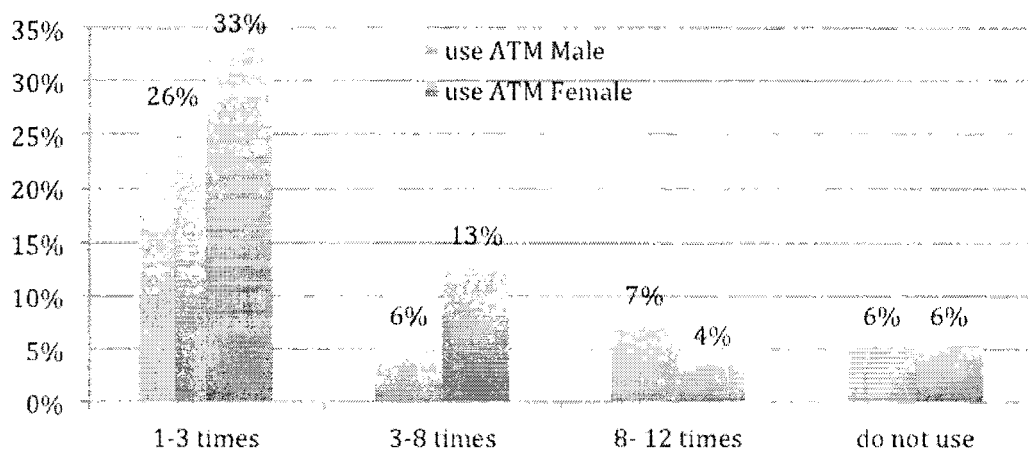 35%
30%
25%
20%
15%
10%
5%
0%
26%
33%
6%
13%
7%
4%
6%
6%
use ATM Male
use ATM Female
1-3 times
3-8 times
8- 12 times
do not use